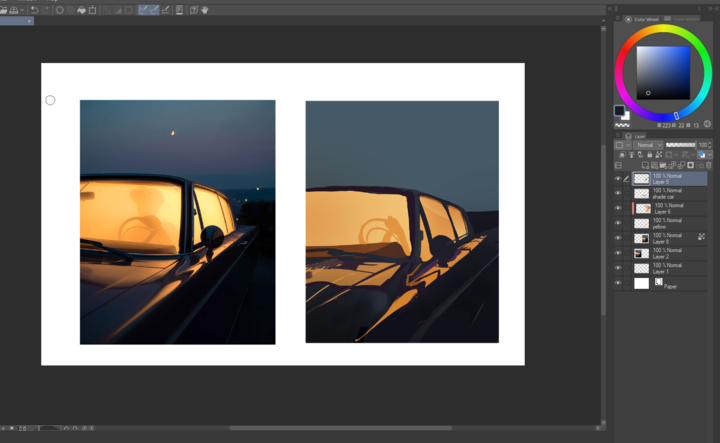 Color Wheel
223 22 13
Layer
Normal 100
100 % Normal
Layer 5
100 % Normal
shade car
100 % Normal
Layer 6
100 % Normal
yellow
100 % Normal
Layer 8
100 % Normal
Layer 2
100 % Normal
Layer 1
Paper